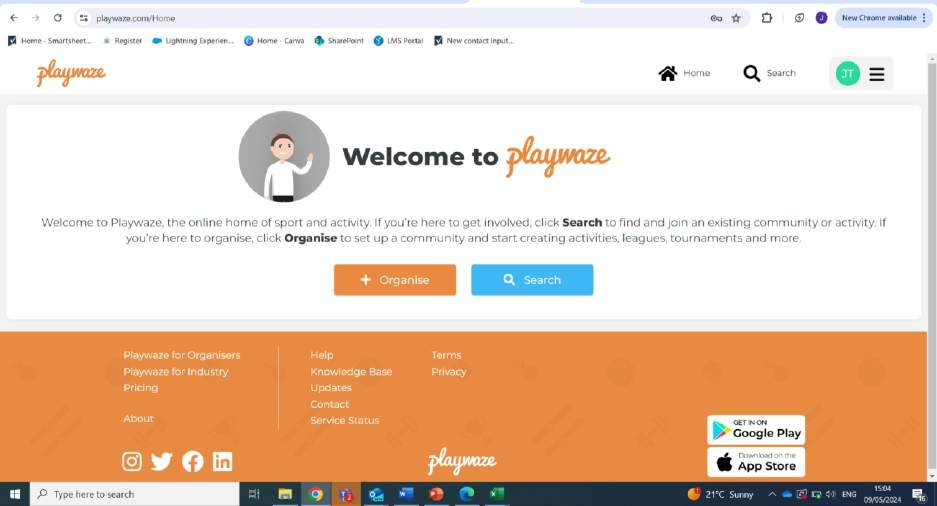 playwaze.com/Home
New Chrome available
Home - Smartsheet...
Register
Lightning Experien...
Home - Canva
SharePoint
LMS Portal
New contact input...
playwaze
Home
Search
JT
Welcome to playwaze
Welcome to Playwaze, the online home of sport and activity. If you're here to get involved, click Search to find and join an existing community or activity. If
you're here to organise, click Organise to set up a community and start creating activities, leagues, tournaments and more.
+ Organise
Search
Playwaze for Organisers
Playwaze for Industry
Pricing
About
Help
Knowledge Base
Updates
Contact
Service Status
Terms
Privacy
playwaze
GET IN ON
Google Play
Download on the
App Store
Type here to search
21°C Sunny
ENG
15:04
09/05/2024